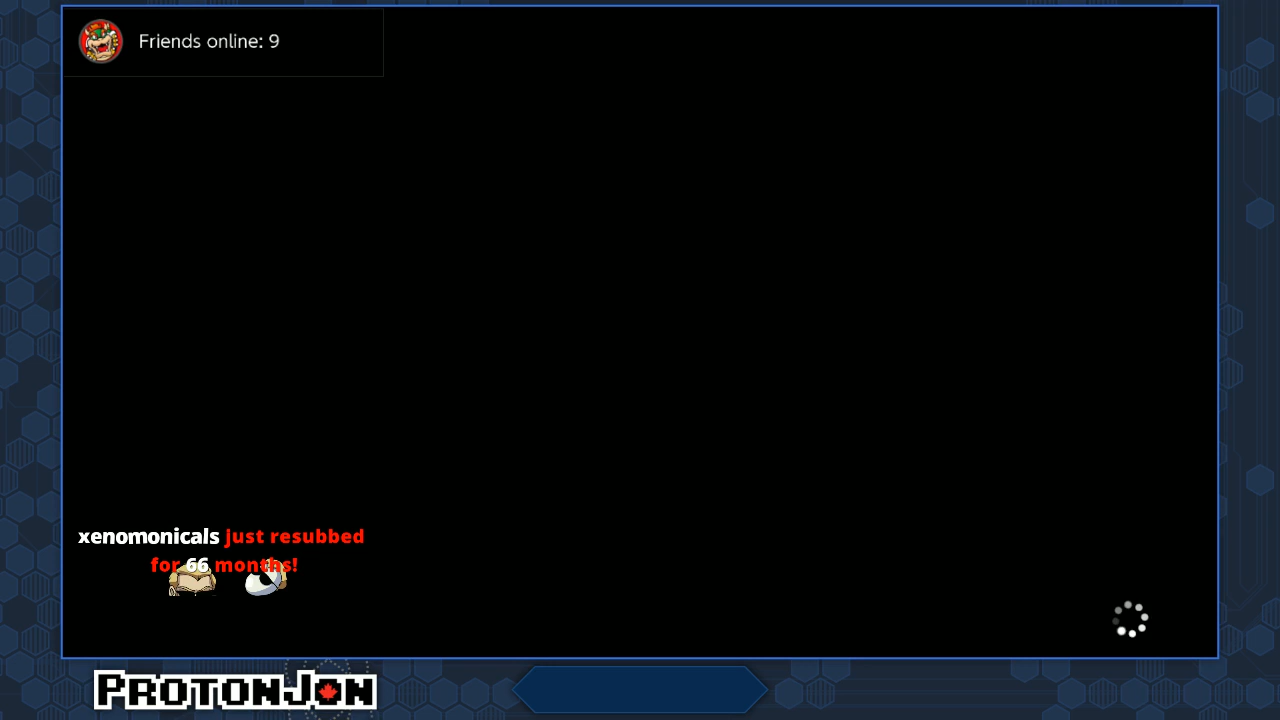 Friends online: 9
xenomonicals just resubbed
for 66 months!
PROTONJON